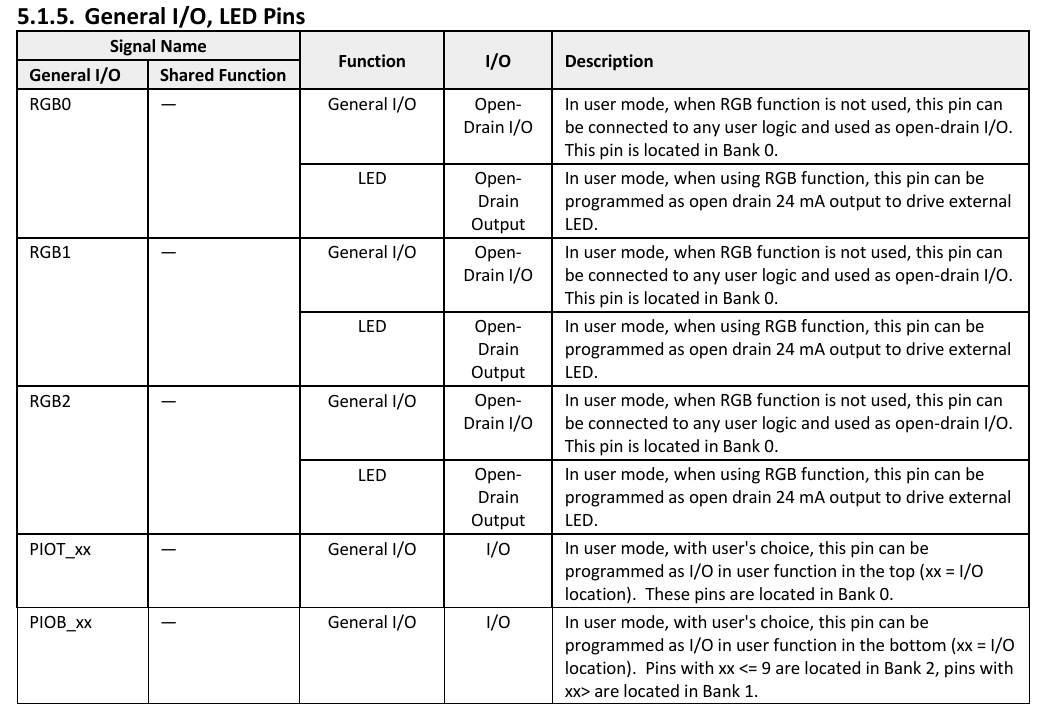 5.1.5. General I/O, LED Pins
Signal Name
Function
I/O
Description
General I/O
Shared Function
RGB0
—
General I/O
Open-
Drain I/O
In user mode, when RGB function is not used, this pin can
be connected to any user logic and used as open-drain I/O.
This pin is located in Bank 0.
LED
Open-
Drain
Output
In user mode, when using RGB function, this pin can be
programmed as open drain 24 mA output to drive external
LED.
RGB1
—
General I/O
Open-
Drain I/O
In user mode, when RGB function is not used, this pin can
be connected to any user logic and used as open-drain I/O.
This pin is located in Bank 0.
LED
Open-
Drain
Output
In user mode, when using RGB function, this pin can be
programmed as open drain 24 mA output to drive external
LED.
RGB2
—
General I/O
Open-
Drain I/O
In user mode, when RGB function is not used, this pin can
be connected to any user logic and used as open-drain I/O.
This pin is located in Bank 0.
LED
Open-
Drain
Output
In user mode, when using RGB function, this pin can be
programmed as open drain 24 mA output to drive external
LED.
PIOT_xx
—
General I/O
I/O
In user mode, with user's choice, this pin can be
programmed as I/O in user function in the top (xx = I/O
location).  These pins are located in Bank 0.
PIOB_xx
—
General I/O
I/O
In user mode, with user's choice, this pin can be
programmed as I/O in user function in the bottom (xx = I/O
location).  Pins with xx <= 9 are located in Bank 2, pins with
xx> are located in Bank 1.